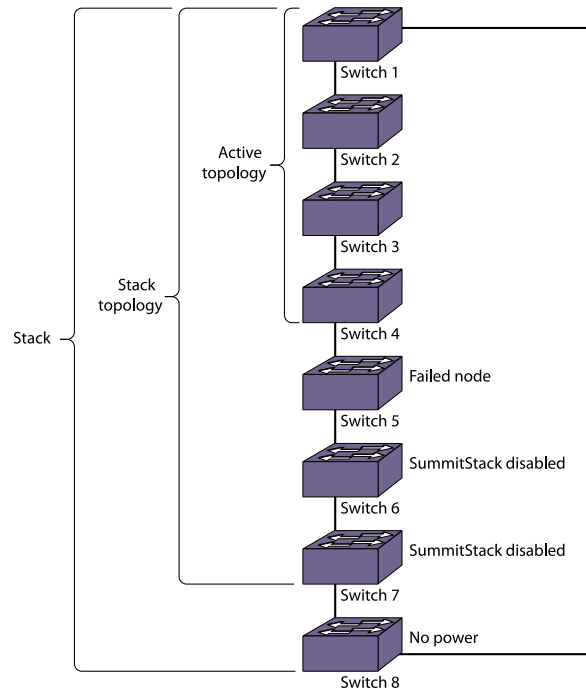 Switch 1
Switch 2
Active
topology
Switch 3
Stack
topology
Stack
Switch 4
Failed node
Switch 5
SummitStack disabled
Switch 6
SummitStack disabled
Switch 7
No power
Switch 8